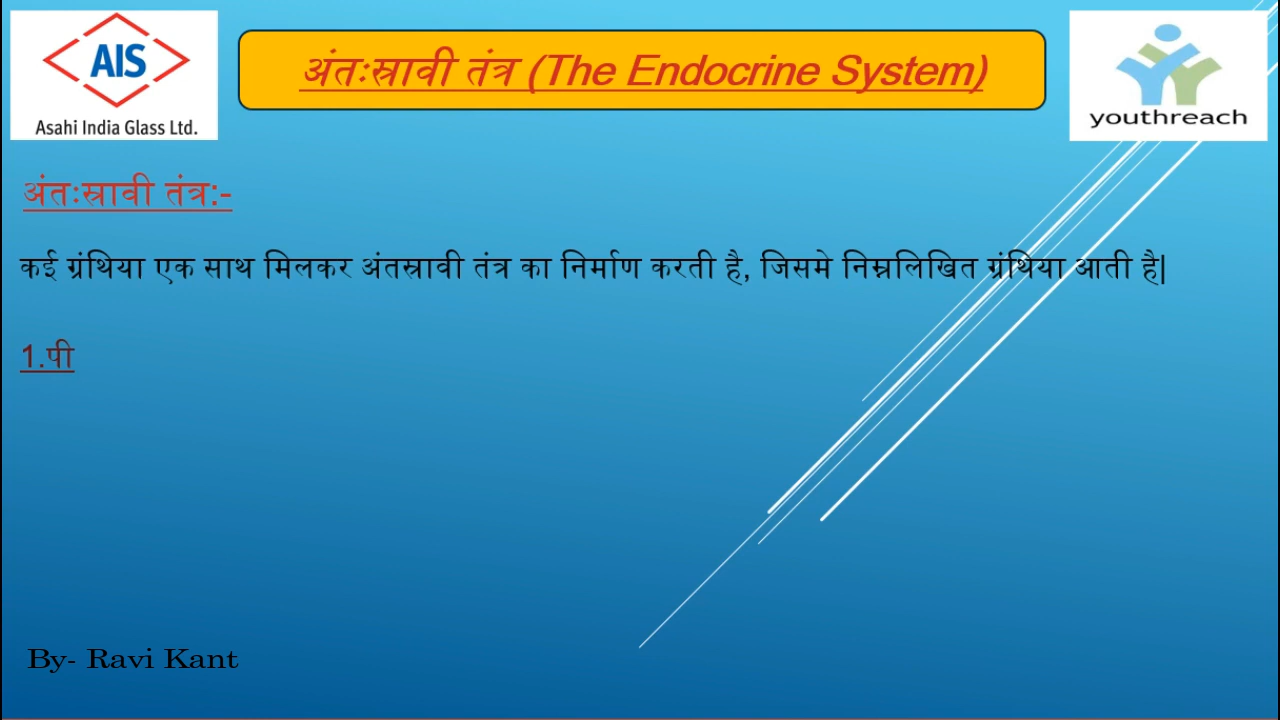 AIS
Asahi India Glass Ltd.
अंतःस्रावी तंत्र (The Endocrine System)
youthreach
अंतःस्रावी तंत्र:-
कई ग्रंथिया एक साथ मिलकर अंतस्रावी तंत्र का निर्माण करती है, जिसमे निम्नलिखित ग्रंथिया आती है|
1.पी
By- Ravi Kant